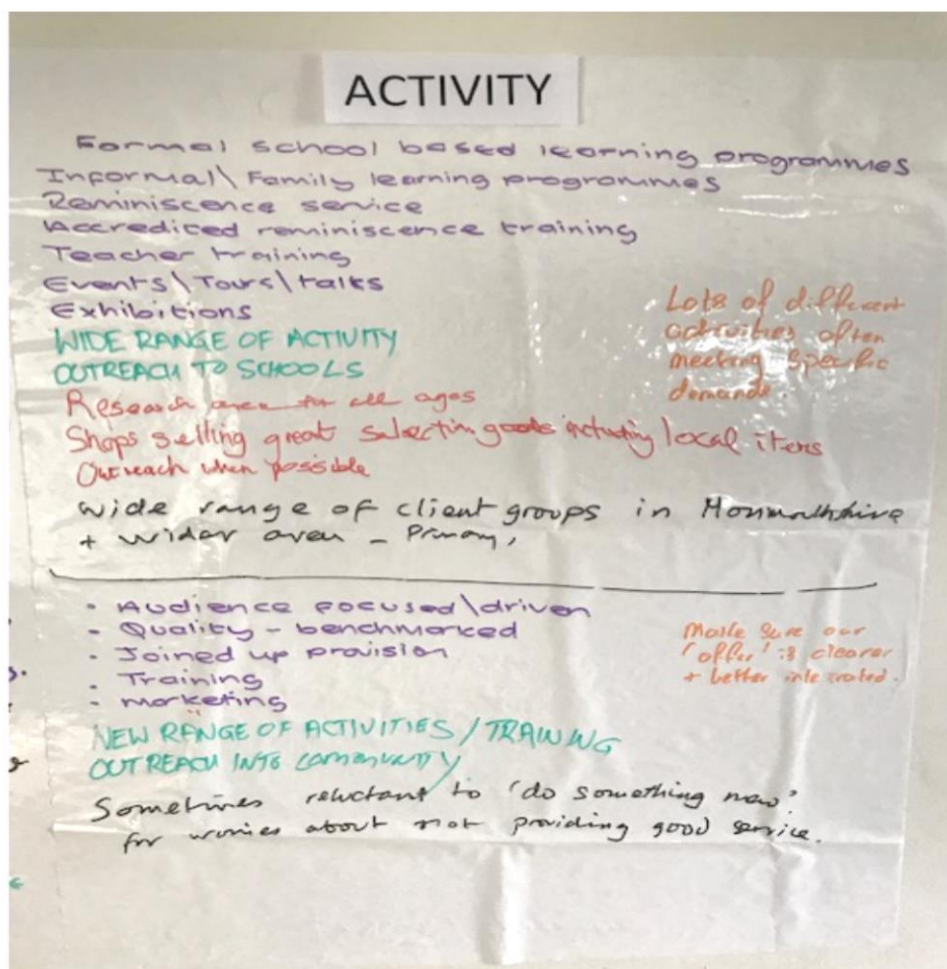 ACTIVITY
Formal school based learning programmes
Informal\Family learning programmes
Reminiscence service
Accredited reminiscence training
Teacher training
Events\Tours\talks
Exhibitions
WIDE RANGE OF ACTIVITY
OUTREACH TO SCHOOLS
Lots of different
activities often
meeting specific
demands.
Research area for all ages
Shops selling great selecting goods including local items
Outreach when possible
wide range of client groups in Monmouthshire
+ wider area - Primary,
· Audience focused\driven
· Quality - benchmarked
· Joined up provision
· Training
· marketing
Make sure our
'offer' is clearer
+ better integrated.
NEW RANGE OF ACTIVITIES / TRAINING
OUTREACH INTO COMMUNITY
Sometimes reluctant to 'do something new'
for worries about not providing good service.